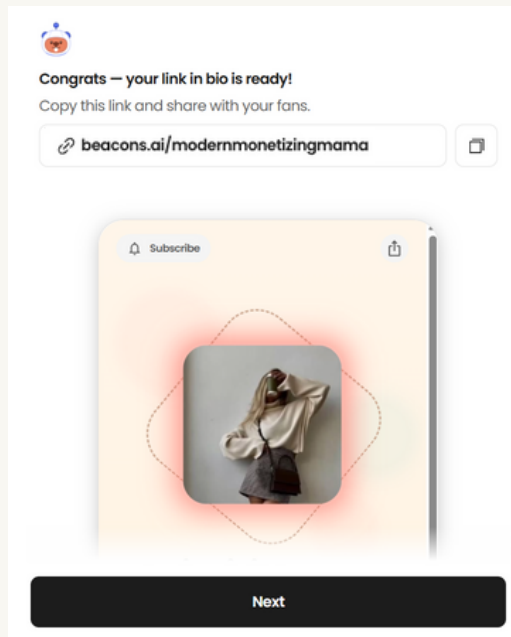 Congrats — your link in bio is ready!
Copy this link and share with your fans.
beacons.ai/modernmonetizingmama
Subscribe
Next